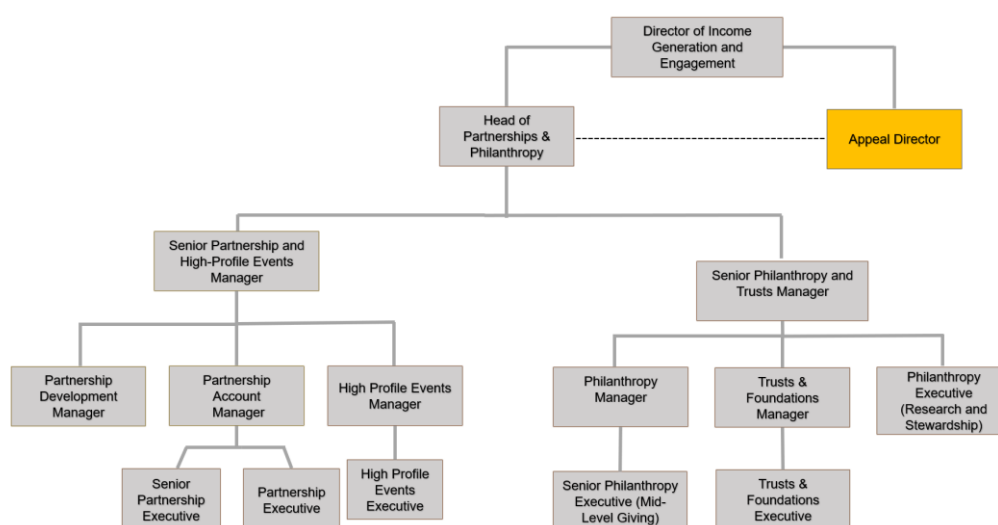 Director of Income
Generation and
Engagement
Head of
Partnerships &
Philanthropy
Appeal Director
Senior Partnership and
High-Profile Events
Manager
Senior Philanthropy and
Trusts Manager
Partnership
Development
Manager
Partnership
Account
Manager
High Profile Events
Manager
Philanthropy
Manager
Trusts &
Foundations
Manager
Philanthropy
Executive
(Research and
Stewardship)
Senior
Partnership
Executive
Partnership
Executive
High Profile
Events
Executive
Senior Philanthropy
Executive (Mid-
Level Giving)
Trusts &
Foundations
Executive